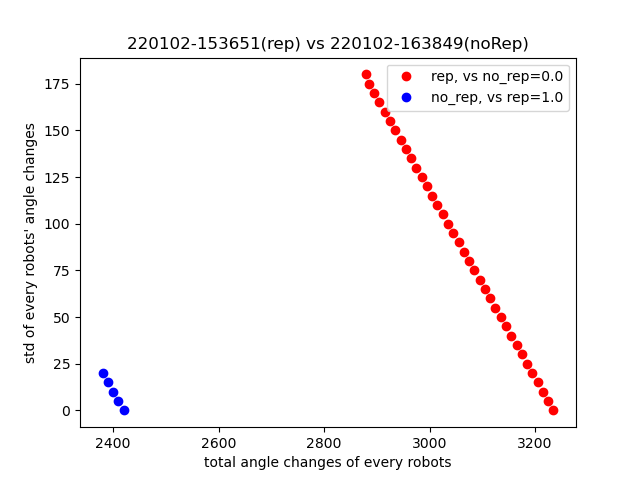 220102-153651(rep) vs 220102-163849(noRep)
rep, vs no_rep=0.0
no_rep, vs rep=1.0
std of every robots' angle changes
175
150
125
100
75
50
25
0
2400
2600
2800
3000
3200
total angle changes of every robots